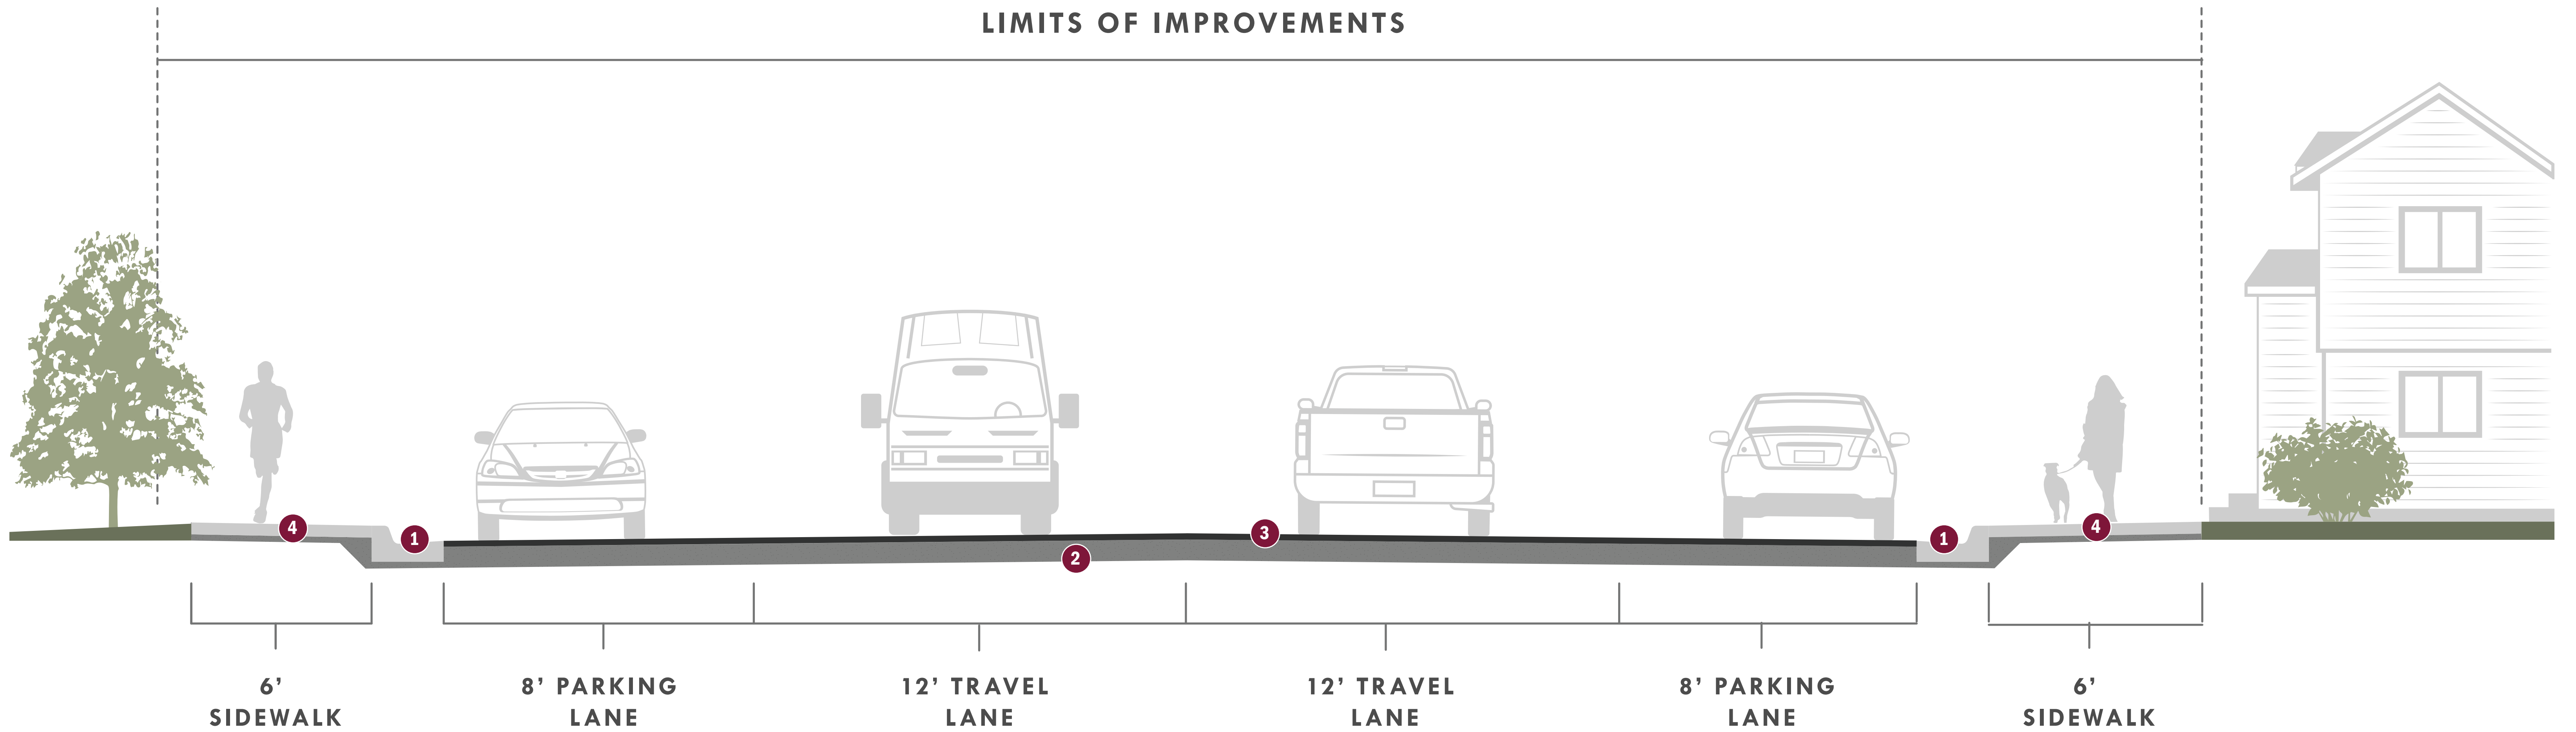 LIMITS OF IMPROVEMENTS
4
1
2
3
1
4
6’
SIDEWALK
8’ PARKING
LANE
12’ TRAVEL
LANE
12’ TRAVEL
LANE
8’ PARKING
LANE
6’
SIDEWALK